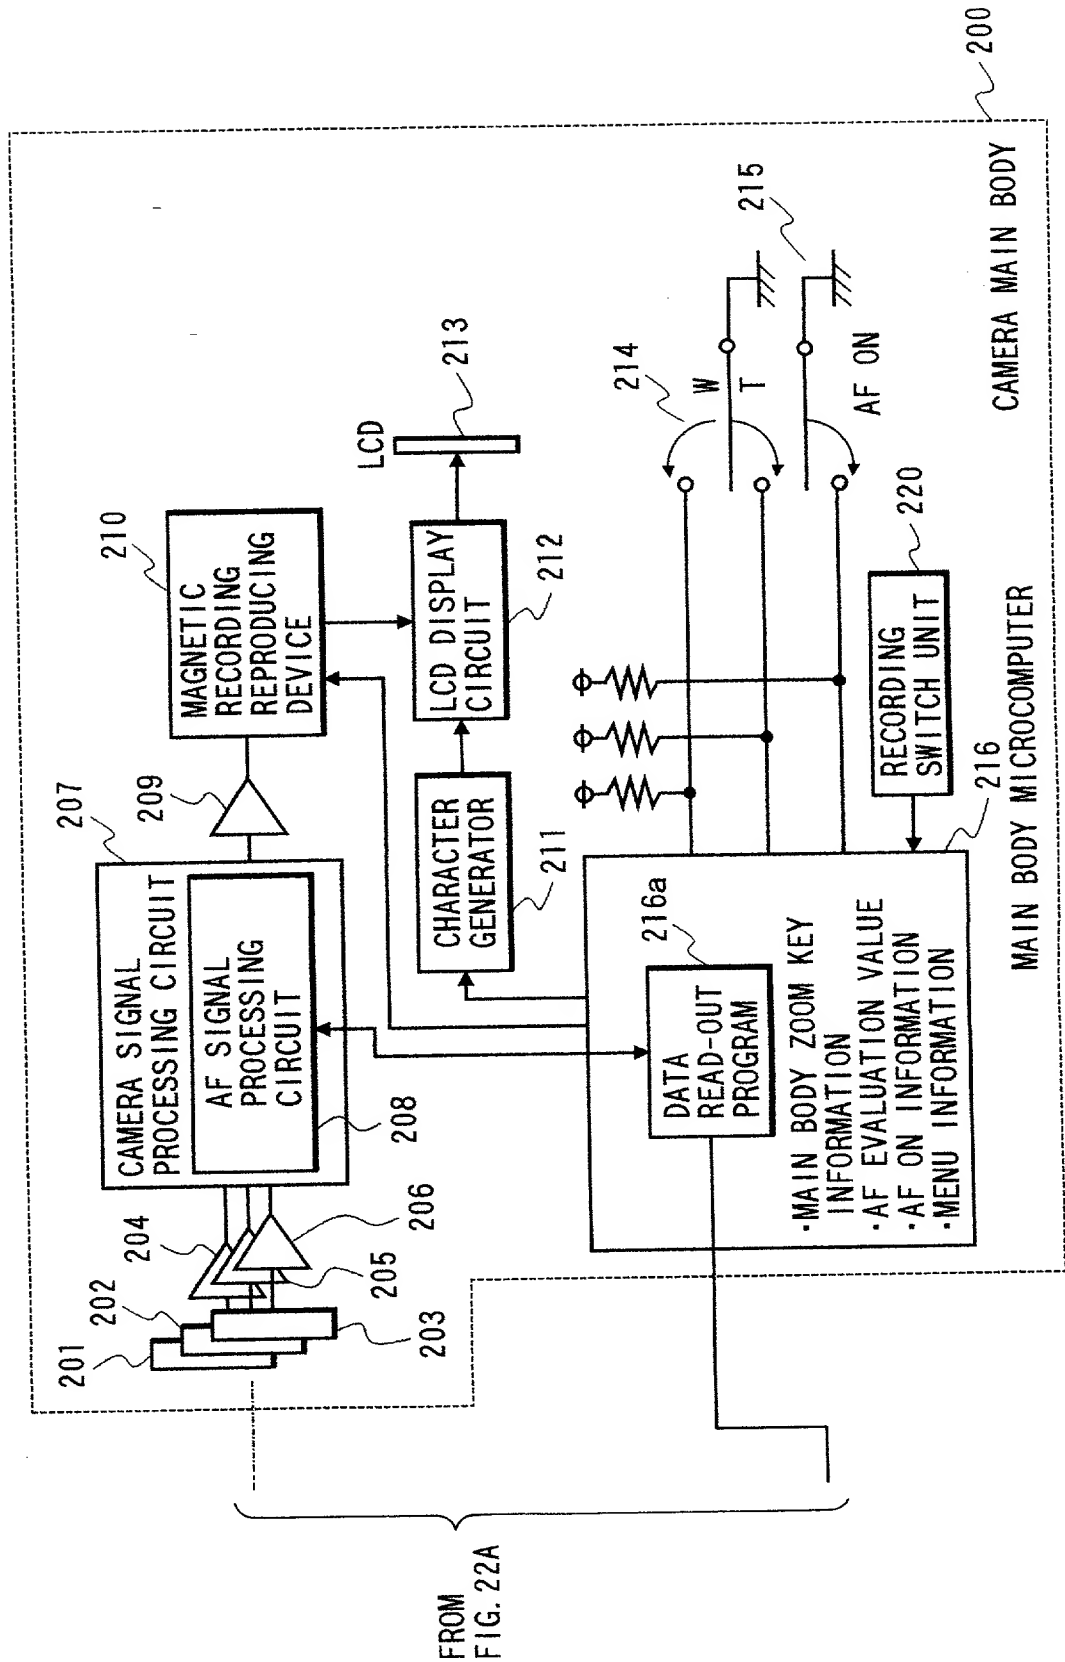 200
CAMERA MAIN BODY
207
CAMERA SIGNAL
PROCESSING CIRCUIT
AF SIGNAL
PROCESSING
CIRCUIT
208
209
210
MAGNETIC
RECORDING
REPRODUCING
DEVICE
201
202
203
204
205
206
CHARACTER
GENERATOR
211
LCD DISPLAY
CIRCUIT
212
LCD
213
214
W
T
215
AF ON
216a
DATA
READ-OUT
PROGRAM
·MAIN BODY ZOOM KEY
INFORMATION
·AF EVALUATION VALUE
·AF ON INFORMATION
·MENU INFORMATION
RECORDING
SWITCH UNIT
220
216
MAIN BODY MICROCOMPUTER
FROM
FIG. 22A